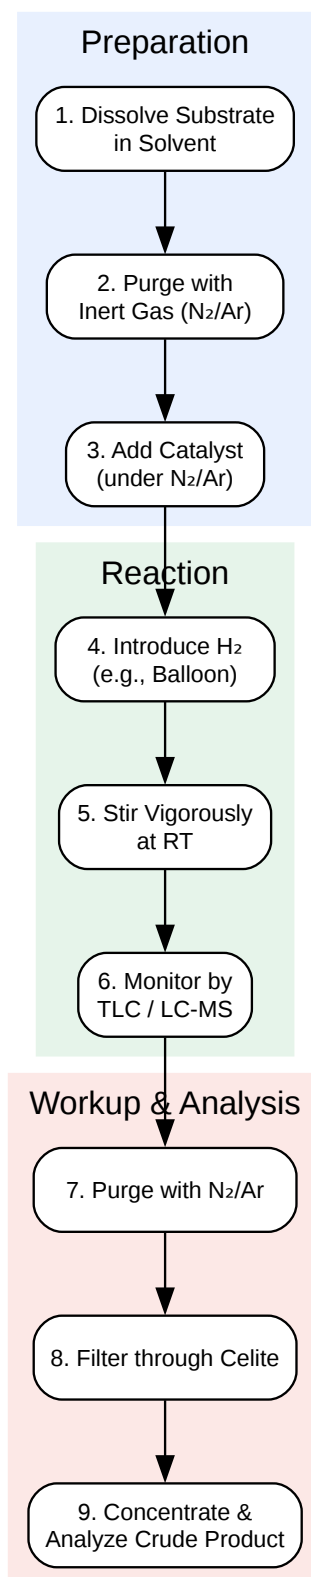 Preparation
1. Dissolve Substrate
in Solvent
2. Purge with
Inert Gas (N₂/Ar)
3. Add Catalyst
(under N₂/Ar)
Reaction
4. Introduce H₂
(e.g., Balloon)
5. Stir Vigorously
at RT
6. Monitor by
TLC / LC-MS
Workup & Analysis
7. Purge with N₂/Ar
8. Filter through Celite
9. Concentrate &
Analyze Crude Product